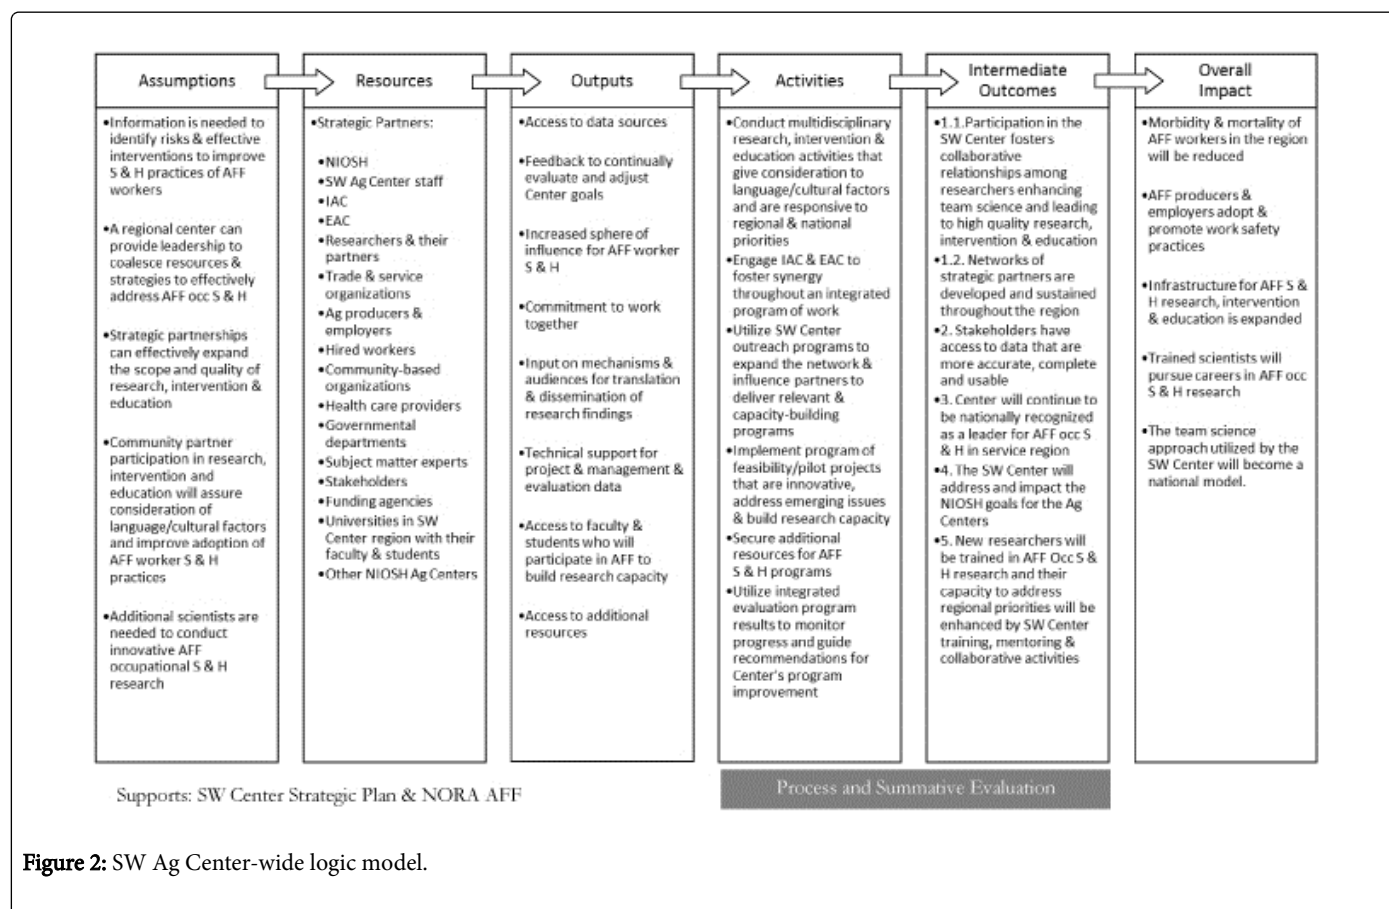 Assumptions
•Information is needed to
identify risks & effective
interventions to improve
S & H practices of AFF
workers
•A regional center can
provide leadership to
coalesce resources &
strategies to effectively
address AFF occ S & H
•Strategic partnerships
can effectively expand
the scope and quality of
research, intervention &
education
•Community partner
participation in research,
intervention and
education will assure
consideration of
language/cultural factors
and improve adoption of
AFF worker S & H
practices
•Additional scientists are
needed to conduct
innovative AFF
occupational S & H
research
Resources
•Strategic Partners:
•NIOSH
•SW Ag Center staff
•IAC
•EAC
•Researchers & their
partners
•Trade & service
organizations
•Ag producers &
employers
•Hired workers
•Community-based
organizations
•Health care providers
•Governmental
departments
•Subject matter experts
•Stakeholders
•Funding agencies
•Universities in SW
Center region with their
faculty & students
•Other NIOSH Ag Centers
Outputs
•Access to data sources
•Feedback to continually
evaluate and adjust
Center goals
•Increased sphere of
influence for AFF worker
S & H
•Commitment to work
together
•Input on mechanisms &
audiences for translation
& dissemination of
research findings
•Technical support for
project & management &
evaluation data
•Access to faculty &
students who will
participate in AFF to
build research capacity
•Access to additional
resources
Activities
•Conduct multidisciplinary
research, intervention &
& education activities that
give consideration to
language/cultural factors
and are responsive to
regional & national
priorities
•Engage IAC & EAC to
foster synergy
throughout an integrated
program of work
•Utilize SW Center
outreach programs to
expand the network &
influence partners to
deliver relevant &
capacity-building
programs
•Implement program of
feasibility/pilot projects
that are innovative,
address emerging issues
& build research capacity
•Secure additional
resources for AFF
S & H programs
•Utilize integrated
evaluation program
results to monitor
progress and guide
recommendations for
Center's program
improvement
Intermediate
Outcomes
•1.1.Participation in the
SW Center fosters
collaborative
relationships among
researchers enhancing
team science and leading
to high quality research,
intervention & education
•1.2. Networks of
strategic partners are
developed and sustained
throughout the region
•2. Stakeholders have
access to data that are
more accurate, complete
and usable
•3. Center will continue to
be nationally recognized
as a leader for AFF occ S
& H in service region
•4. The SW Center will
address and impact the
NIOSH goals for the Ag
Centers
•5. New researchers will
be trained in AFF Occ S &
H research and their
capacity to address
regional priorities will be
enhanced by SW Center
training, mentoring &
collaborative activities
Overall
Impact
•Morbidity & mortality of
AFF workers in the region
will be reduced
•AFF producers &
employers adopt &
promote work safety
practices
•Infrastructure for AFF S &
H research, intervention
& education is expanded
•Trained scientists will
pursue careers in AFF occ
S & H research
•The team science
approach utilized by the
SW Center will become a
national model.
Supports: SW Center Strategic Plan & NORA AFF
Process and Summative Evaluation
Figure 2: SW Ag Center-wide logic model.